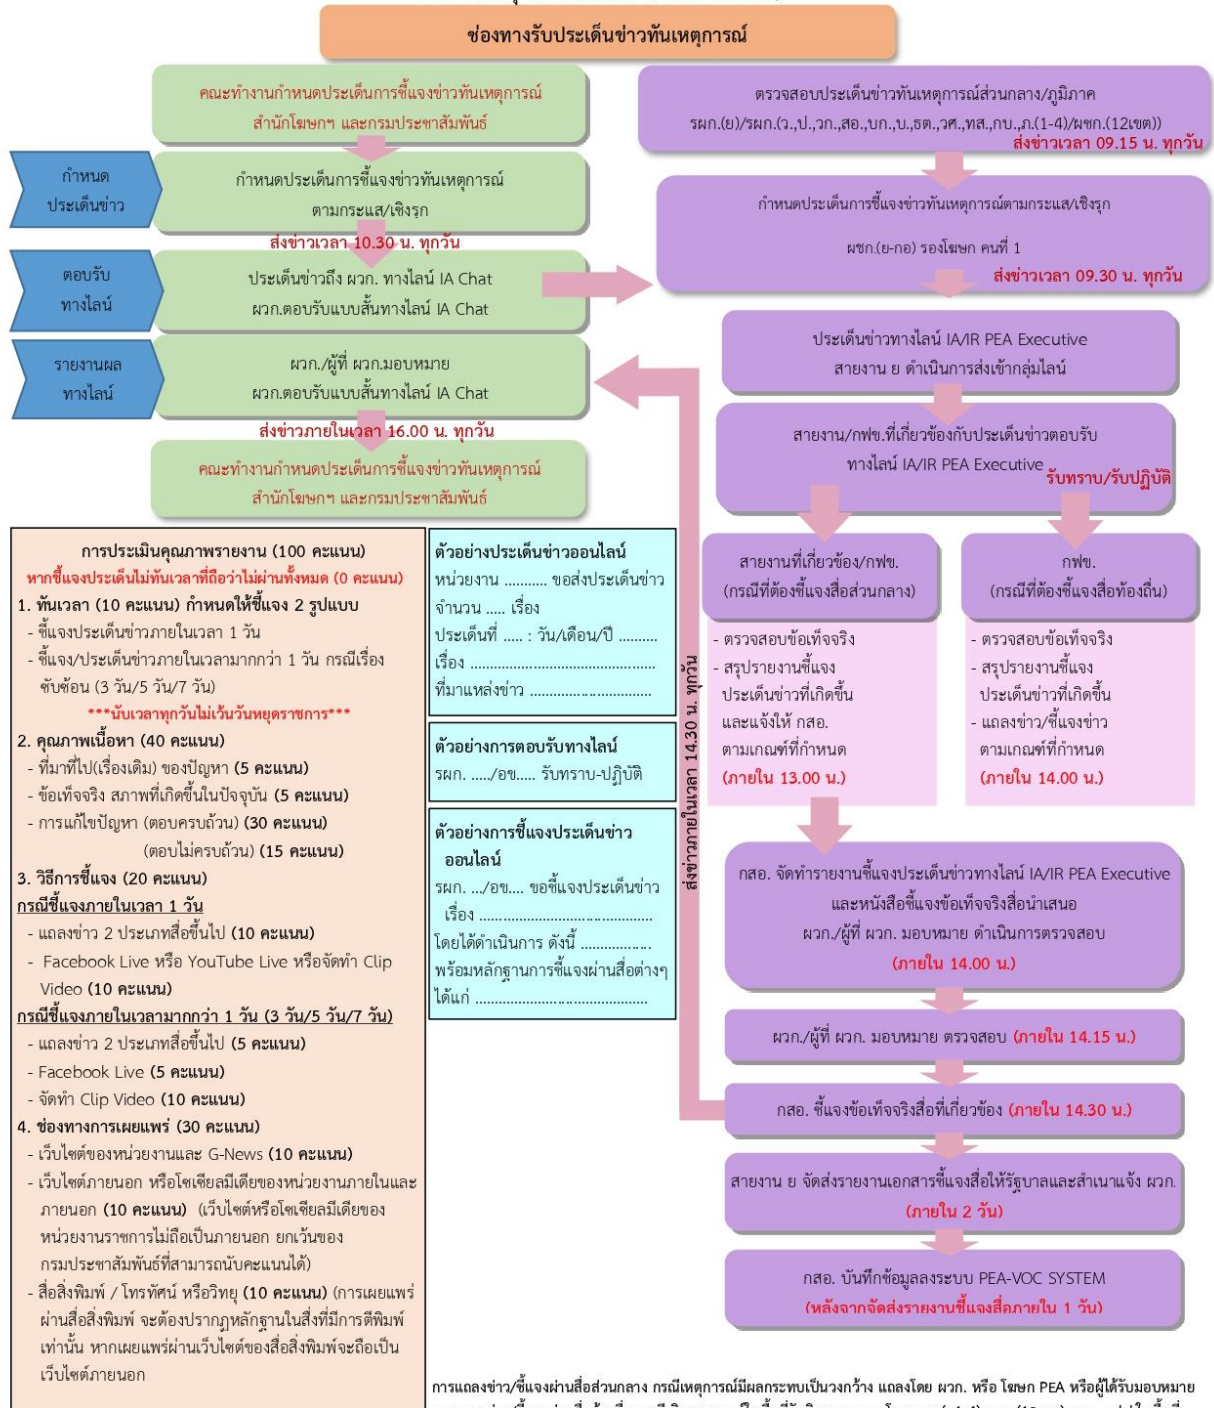 ช่องทางรับประเด็นข่าวทันเหตุการณ์
คณะทำงานกำหนดประเด็นการชี้แจงข่าวทันเหตุการณ์
สำนักโฆษกฯ และกรมประชาสัมพันธ์
กำหนด
ประเด็นข่าว
กำหนดประเด็นการชี้แจงข่าวทันเหตุการณ์
ตามกระแส/เชิงรุก
ส่งข่าวเวลา 10.30 น. ทุกวัน
ตอบรับ
ทางไลน์
ประเด็นข่าวถึง ผวก. ทางไลน์ IA Chat
ผวก.ตอบรับแบบสั้นทางไลน์ IA Chat
รายงานผล
ทางไลน์
ผวก./ผู้ที่ ผวก.มอบหมาย
ผวก.ตอบรับแบบสั้นทางไลน์ IA Chat
ส่งข่าวภายในเวลา 16.00 น. ทุกวัน
คณะทำงานกำหนดประเด็นการชี้แจงข่าวทันเหตุการณ์
สำนักโฆษกฯ และกรมประชาสัมพันธ์
ตรวจสอบประเด็นข่าวทันเหตุการณ์ส่วนกลาง/ภูมิภาค
รผก.(ย)/รผก.(ว.,ป.,วก.,สอ.,บก.,บ.,ธต.,วศ.,ทส.,กบ.,ภ.(1-4)/ผชก.(12เขต))
ส่งข่าวเวลา 09.15 น. ทุกวัน
กำหนดประเด็นการชี้แจงข่าวทันเหตุการณ์ตามกระแส/เชิงรุก
ผชก.(ย-กอ) รองโฆษก คนที่ 1
ส่งข่าวเวลา 09.30 น. ทุกวัน
ประเด็นข่าวทางไลน์ IA/IR PEA Executive
สายงาน ย ดำเนินการส่งเข้ากลุ่มไลน์
สายงาน/กฟข.ที่เกี่ยวข้องกับประเด็นข่าวตอบรับ
ทางไลน์ IA/IR PEA Executive
รับทราบ/รับปฏิบัติ
สายงานที่เกี่ยวข้อง/กฟข.
(กรณีที่ต้องชี้แจงสื่อส่วนกลาง)
- ตรวจสอบข้อเท็จจริง
- สรุปรายงานชี้แจง
ประเด็นข่าวที่เกิดขึ้น
และแจ้งให้ กสอ.
ตามเกณฑ์ที่กำหนด
(ภายใน 13.00 น.)
กฟข.
(กรณีที่ต้องชี้แจงสื่อท้องถิ่น)
- ตรวจสอบข้อเท็จจริง
- สรุปรายงานชี้แจง
ประเด็นข่าวที่เกิดขึ้น
- แถลงข่าว/ชี้แจงข่าว
ตามเกณฑ์ที่กำหนด
(ภายใน 14.00 น.)
กสอ. จัดทำรายงานชี้แจงประเด็นข่าวทางไลน์ IA/IR PEA Executive
และหนังสือชี้แจงข้อเท็จจริงสื่อนำเสนอ
ผวก./ผู้ที่ ผวก. มอบหมาย ดำเนินการตรวจสอบ
(ภายใน 14.00 น.)
ผวก./ผู้ที่ ผวก. มอบหมาย ตรวจสอบ (ภายใน 14.15 น.)
กสอ. ชี้แจงข้อเท็จจริงสื่อที่เกี่ยวข้อง (ภายใน 14.30 น.)
สายงาน ย จัดส่งรายงานเอกสารชี้แจงสื่อให้รัฐบาลและสำเนาแจ้ง ผวก.
(ภายใน 2 วัน)
กสอ. บันทึกข้อมูลลงระบบ PEA-VOC SYSTEM
(หลังจากจัดส่งรายงานชี้แจงสื่อภายใน 1 วัน)
ส่งข่าวภายในเวลา 14.30 น. ทุกวัน
การประเมินคุณภาพรายงาน (100 คะแนน)
หากชี้แจงประเด็นไม่ทันเวลาที่ถือว่าไม่ผ่านทั้งหมด (0 คะแนน)
1. ทันเวลา (10 คะแนน) กำหนดให้ชี้แจง 2 รูปแบบ
- ชี้แจงประเด็นข่าวภายในเวลา 1 วัน
- ชี้แจง/ประเด็นข่าวภายในเวลามากกว่า 1 วัน กรณีเรื่อง
ซับซ้อน (3 วัน/5 วัน/7 วัน)
***นับเวลาทุกวันไม่เว้นวันหยุดราชการ***
2. คุณภาพเนื้อหา (40 คะแนน)
- ที่มาที่ไป(เรื่องเดิม) ของปัญหา (5 คะแนน)
- ข้อเท็จจริง สภาพที่เกิดขึ้นในปัจจุบัน (5 คะแนน)
- การแก้ไขปัญหา (ตอบครบถ้วน) (30 คะแนน)
(ตอบไม่ครบถ้วน) (15 คะแนน)
3. วิธีการชี้แจง (20 คะแนน)
กรณีชี้แจงภายในเวลา 1 วัน
- แถลงข่าว 2 ประเภทสื่อขึ้นไป (10 คะแนน)
- Facebook Live หรือ YouTube Live หรือจัดทำ Clip
Video (10 คะแนน)
กรณีชี้แจงภายในเวลามากกว่า 1 วัน (3 วัน/5 วัน/7 วัน)
- แถลงข่าว 2 ประเภทสื่อขึ้นไป (5 คะแนน)
- Facebook Live (5 คะแนน)
- จัดทำ Clip Video (10 คะแนน)
4. ช่องทางการเผยแพร่ (30 คะแนน)
- เว็บไซต์ของหน่วยงานและ G-News (10 คะแนน)
- เว็บไซต์ภายนอก หรือโซเชียลมีเดียของหน่วยงานภายในและ
ภายนอก (10 คะแนน) (เว็บไซต์หรือโซเชียลมีเดียของ
หน่วยงานราชการไม่ถือเป็นภายนอก ยกเว้นของ
กรมประชาสัมพันธ์ที่สามารถนับคะแนนได้)
- สื่อสิ่งพิมพ์ / โทรทัศน์ หรือวิทยุ (10 คะแนน) (การเผยแพร่
ผ่านสื่อสิ่งพิมพ์ จะต้องปรากฏหลักฐานในสิ่งที่มีการตีพิมพ์
เท่านั้น หากเผยแพร่ผ่านเว็บไซต์ของสื่อสิ่งพิมพ์จะถือเป็น
เว็บไซต์ภายนอก
ตัวอย่างประเด็นข่าวออนไลน์
หน่วยงาน ........... ขอส่งประเด็นข่าว
จำนวน ..... เรื่อง
ประเด็นที่ ..... : วัน/เดือน/ปี ..........
เรื่อง ............................................
ที่มาแหล่งข่าว .............................
ตัวอย่างการตอบรับทางไลน์
รผก. ...../อข..... รับทราบ-ปฏิบัติ
ตัวอย่างการชี้แจงประเด็นข่าว
ออนไลน์
รผก. .../อข.... ขอชี้แจงประเด็นข่าว
เรื่อง .........................................
โดยได้ดำเนินการ ดังนี้ .................
พร้อมหลักฐานการชี้แจงผ่านสื่อต่างๆ
ได้แก่ .........................................
การแถลงข่าว/ชี้แจงผ่านสื่อส่วนกลาง กรณีเหตุการณ์มีผลกระทบเป็นวงกว้าง แถลงโดย ผวก. หรือ โฆษก PEA หรือผู้ได้รับมอบหมาย